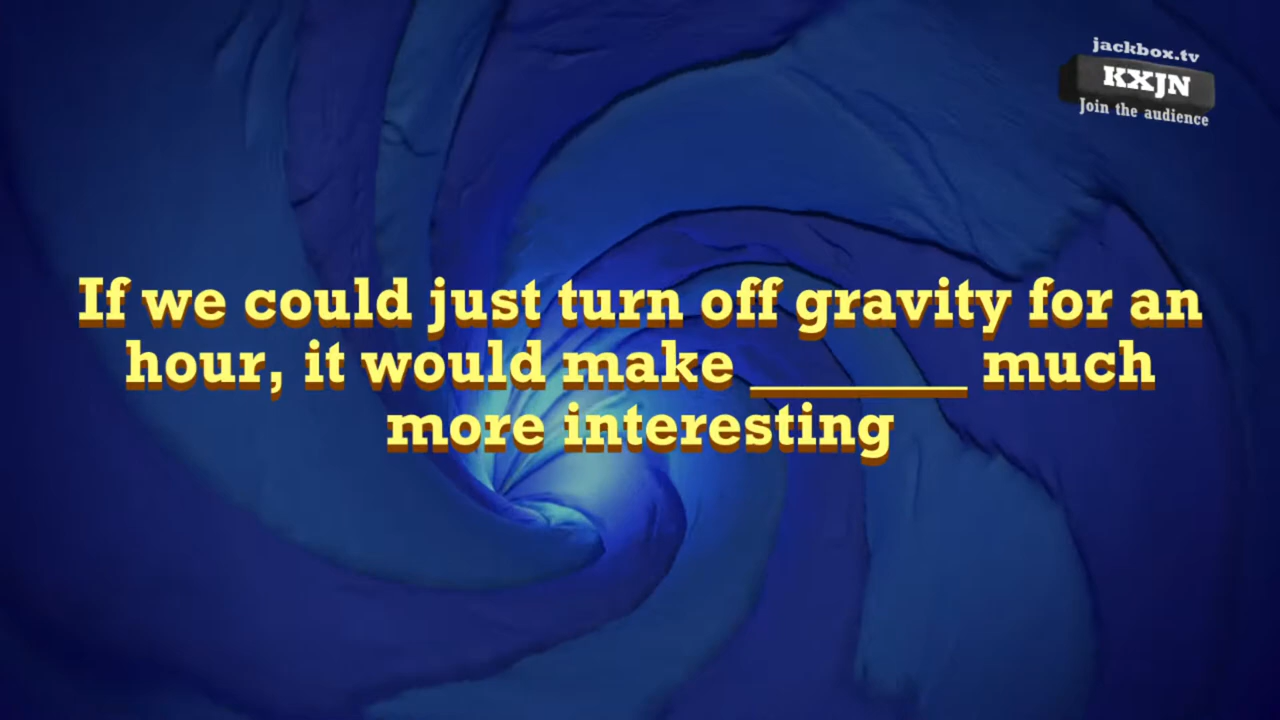 jackbox.tv
KXJN
Join the audience
If we could just turn off gravity for an
hour, it would make ________ much
more interesting